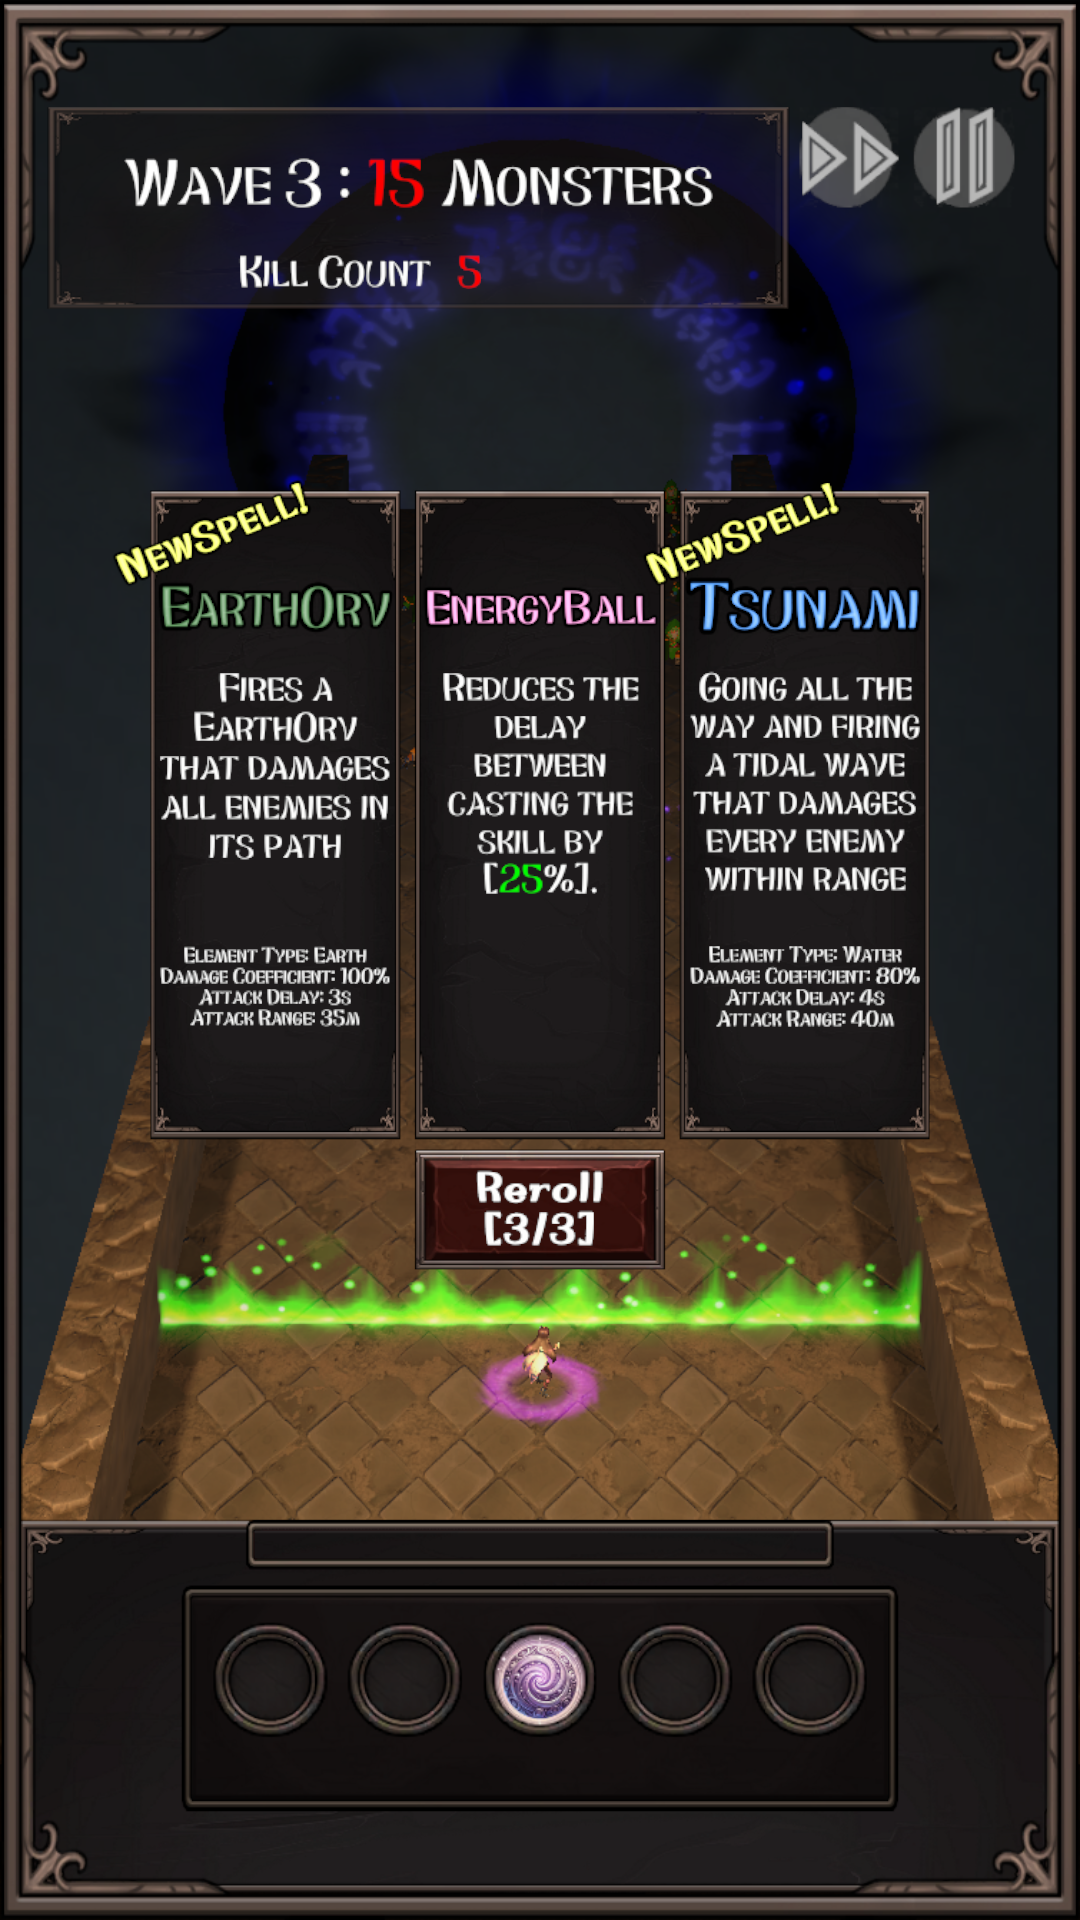 Wave 3 : 15 Monsters
Kill Count 5
NewSpell!
EarthOrv
Fires a
EarthOrv
that damages
all enemies in
its path
Element Type: Earth
Damage Coefficient: 100%
Attack Delay: 3s
Attack Range: 35m
EnergyBall
Reduces the
delay
between
casting the
skill by
[25%].
NewSpell!
Tsunami
Going all the
way and firing
a tidal wave
that damages
every enemy
within range
Element Type: Water
Damage Coefficient: 80%
Attack Delay: 4s
Attack Range: 40m
Reroll
[3/3]